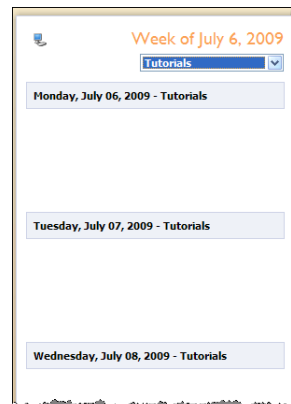 Week of July 6, 2009
Tutorials
Monday, July 06, 2009 - Tutorials
Tuesday, July 07, 2009 - Tutorials
Wednesday, July 08, 2009 - Tutorials